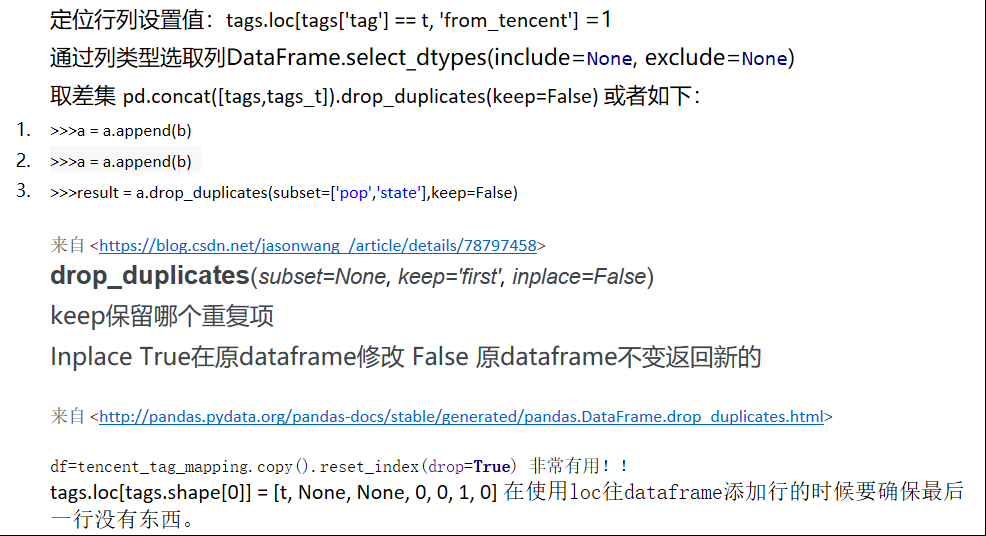 定位行列设置值：tags.loc[tags['tag'] == t, 'from_tencent'] =1
通过列类型选取列DataFrame.select_dtypes(include=None, exclude=None)
取差集 pd.concat([tags,tags_t]).drop_duplicates(keep=False) 或者如下：
1. >>>a = a.append(b)
2. >>>a = a.append(b)
3. >>>result = a.drop_duplicates(subset=['pop','state'],keep=False)
来自 <https://blog.csdn.net/jasonwang_/article/details/78797458>
drop_duplicates(subset=None, keep='first', inplace=False)
keep保留哪个重复项
Inplace True在原dataframe修改 False 原dataframe不变返回新的
来自 <http://pandas.pydata.org/pandas-docs/stable/generated/pandas.DataFrame.drop_duplicates.html>
df=tencent_tag_mapping.copy().reset_index(drop=True) 非常有用！！
tags.loc[tags.shape[0]] = [t, None, None, 0, 0, 1, 0] 在使用loc往dataframe添加行的时候要确保最后
一行没有东西。